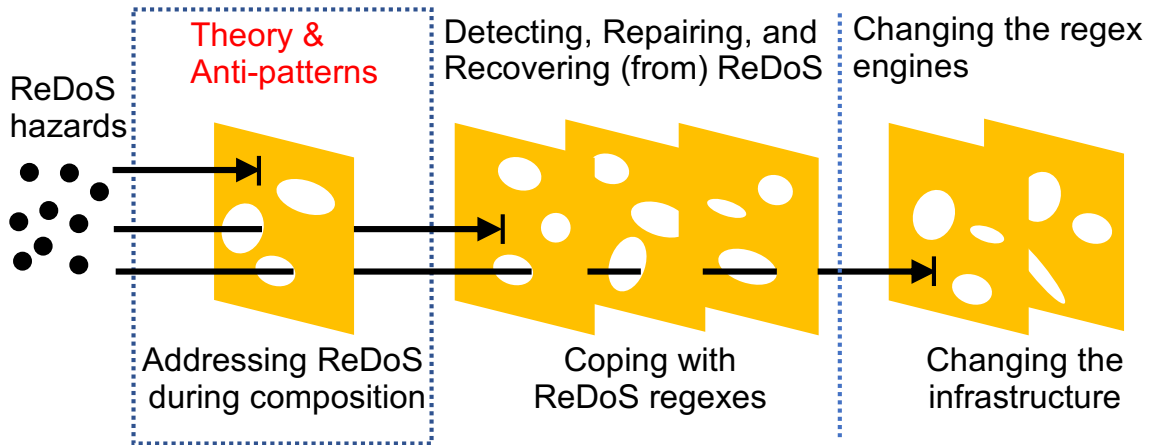 ReDoS
hazards
Theory &
Anti-patterns
Detecting, Repairing, and
Recovering (from) ReDoS
Changing the regex
engines
Addressing ReDoS
during composition
Coping with
ReDoS regexes
Changing the
infrastructure